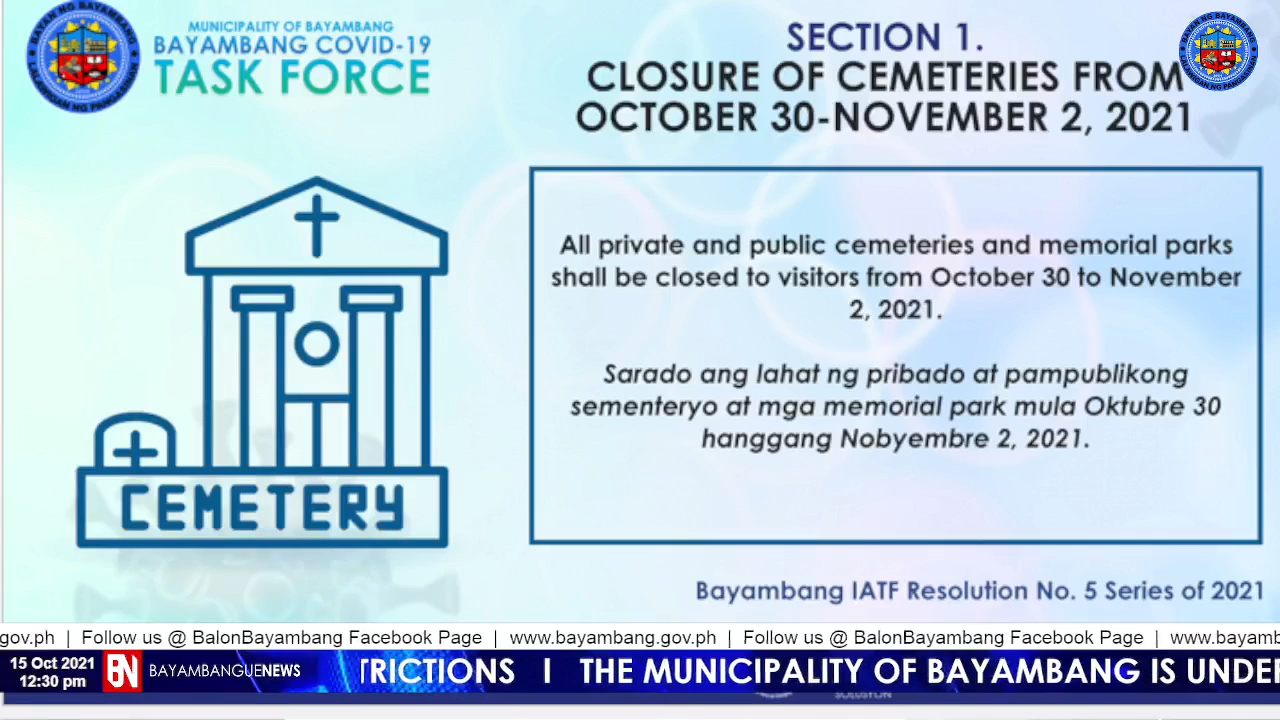 MUNICIPALITY OF BAYAMBANG
BAYAMBANG COVID-19
TASK FORCE
SECTION 1.
CLOSURE OF CEMETERIES FROM
OCTOBER 30-NOVEMBER 2, 2021
All private and public cemeteries and memorial parks
shall be closed to visitors from October 30 to November
2, 2021.
Sarado ang lahat ng pribado at pampublikong
sementeryo at mga memorial park mula Oktubre 30
hanggang Nobyembre 2, 2021.
CEMETERY
Bayambang IATF Resolution No. 5 Series of 2021
gov.ph | Follow us @ BalonBayambang Facebook Page | www.bayambang.gov.ph | Follow us @ BalonBayambang Facebook Page | www.bayamb
15 Oct 2021
12:30 pm
BN BAYAMBANGUENEWS
TRICTIONS | THE MUNICIPALITY OF BAYAMBANG IS UNDER